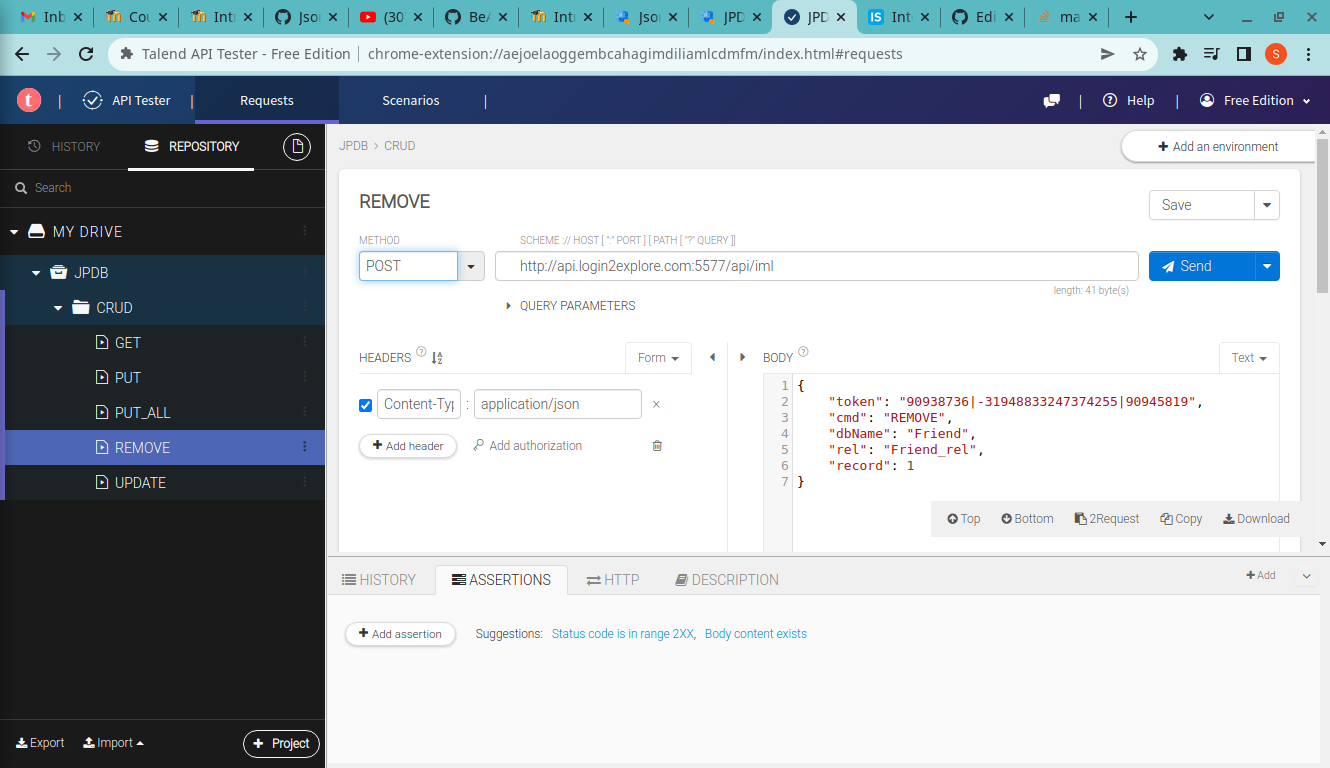 Inb Cou Intr Json (30 BeA Intr Json JPD JPD Inte Edi ma
Talend API Tester - Free Edition | chrome-extension://aejoelaoggembcahagimdiliamlcdmfm/index.html#requests S
t | API Tester | Requests Scenarios | | Help | Free Edition
HISTORY REPOSITORY
Search
MY DRIVE
JPDB
CRUD
GET
PUT
PUT_ALL
REMOVE
UPDATE
Export Import + Project
JPDB > CRUD
+ Add an environment
REMOVE
Save
METHOD SCHEME :// HOST [ ":" PORT ] [ PATH [ "?" QUERY ]]
POST http://api.login2explore.com:5577/api/iml Send
length: 41 byte(s)
QUERY PARAMETERS
HEADERS ? Form
Content-Typ : application/json ×
+ Add header Add authorization
BODY ? Text
1 {
2 "token": "90938736|-31948833247374255|90945819",
3 "cmd": "REMOVE",
4 "dbName": "Friend",
5 "rel": "Friend_rel",
6 "record": 1
7 }
Top Bottom 2Request Copy Download
HISTORY ASSERTIONS HTTP DESCRIPTION + Add
+ Add assertion Suggestions: Status code is in range 2XX, Body content exists